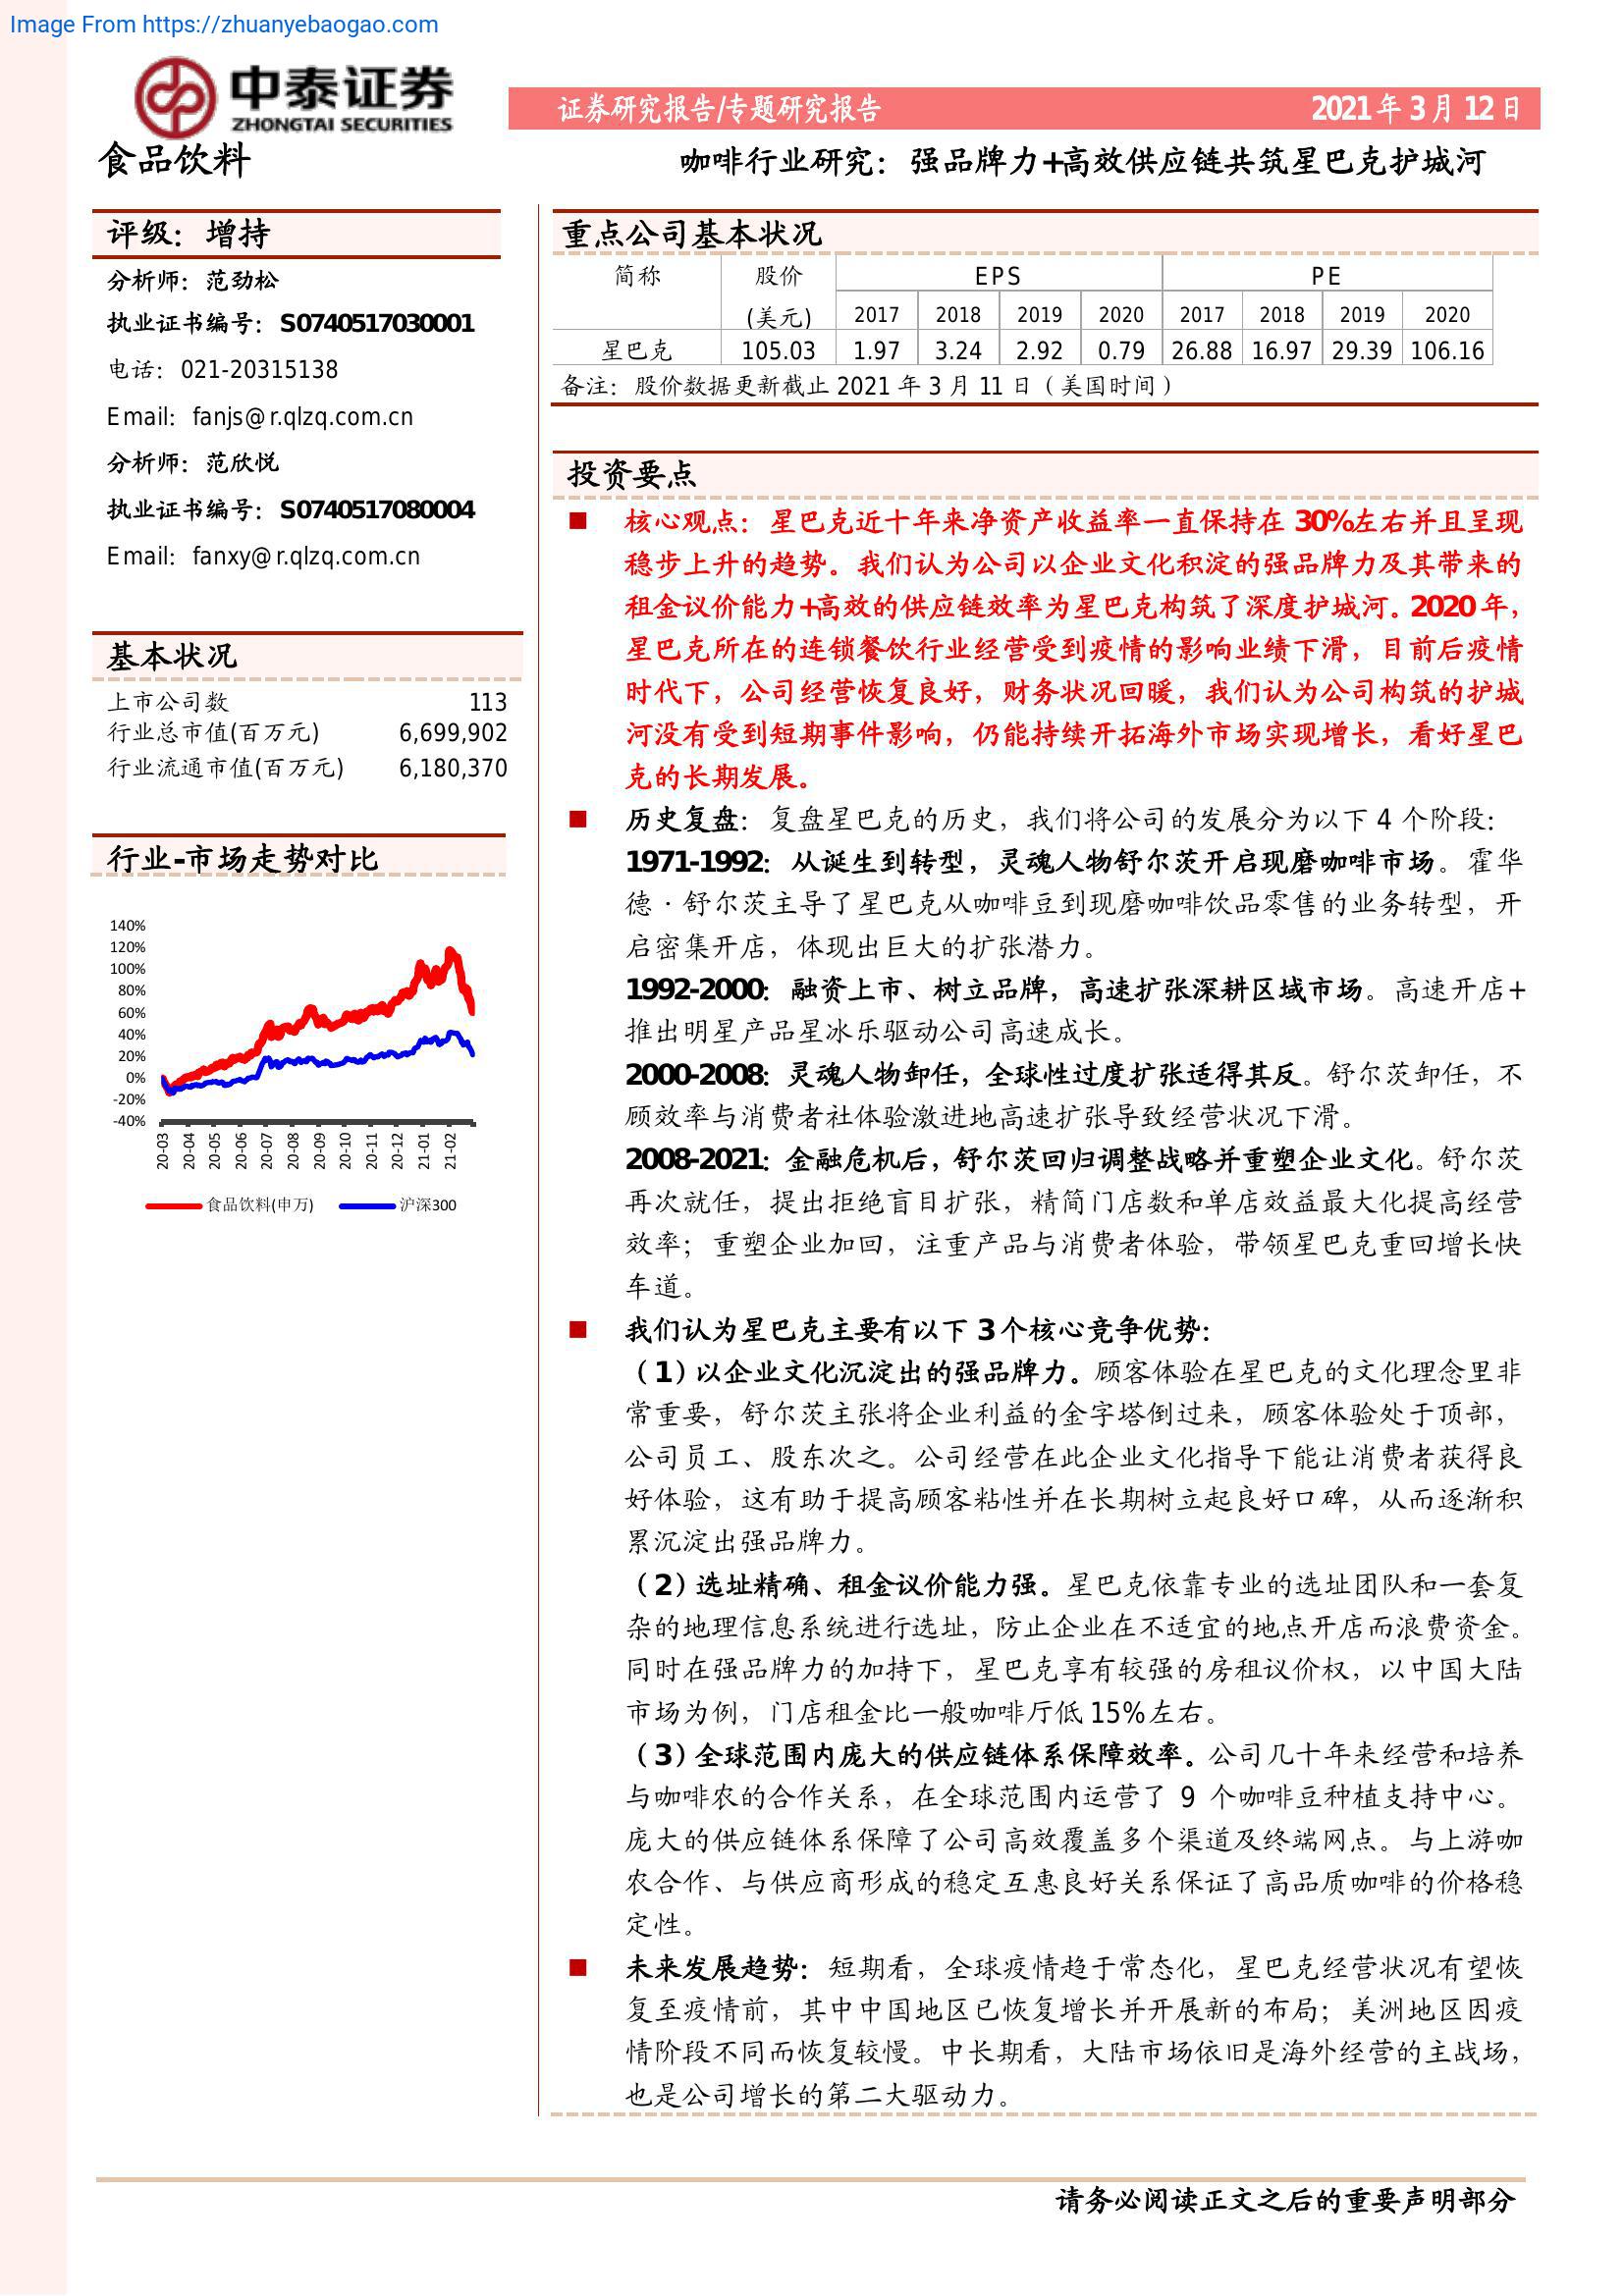 Image From https://zhuanyebaogao.com
中泰证券
ZHONGTAI SECURITIES
证券研究报告/专题研究报告
2021年3月12日
食品饮料
咖啡行业研究：强品牌力+高效供应链共筑星巴克护城河
评级：增持
分析师：范劲松
执业证书编号：S0740517030001
电话：021-20315138
Email：fanjs@r.qlzq.com.cn
分析师：范欣悦
执业证书编号：S0740517080004
Email：fanxy@r.qlzq.com.cn
基本状况
上市公司数 113
行业总市值(百万元) 6,699,902
行业流通市值(百万元) 6,180,370
行业-市场走势对比
140%
120%
100%
80%
60%
40%
20%
0%
-20%
-40%
20-03 20-04 20-05 20-06 20-07 20-08 20-09 20-10 20-11 20-12 21-01 21-02
食品饮料(申万) 沪深300
重点公司基本状况
简称 股价 EPS PE
(美元) 2017 2018 2019 2020 2017 2018 2019 2020
星巴克 105.03 1.97 3.24 2.92 0.79 26.88 16.97 29.39 106.16
备注：股价数据更新截止 2021 年 3 月 11 日（美国时间）
投资要点
核心观点：星巴克近十年来净资产收益率一直保持在 30%左右并且呈现
稳步上升的趋势。我们认为公司以企业文化积淀的强品牌力及其带来的
租金议价能力+高效的供应链效率为星巴克构筑了深度护城河。2020 年，
星巴克所在的连锁餐饮行业经营受到疫情的影响业绩下滑，目前后疫情
时代下，公司经营恢复良好，财务状况回暖，我们认为公司构筑的护城
河没有受到短期事件影响，仍能持续开拓海外市场实现增长，看好星巴
克的长期发展。
历史复盘：复盘星巴克的历史，我们将公司的发展分为以下 4 个阶段：
1971-1992：从诞生到转型，灵魂人物舒尔茨开启现磨咖啡市场。霍华
德·舒尔茨主导了星巴克从咖啡豆到现磨咖啡饮品零售的业务转型，开
启密集开店，体现出巨大的扩张潜力。
1992-2000：融资上市、树立品牌，高速扩张深耕区域市场。高速开店+
推出明星产品星冰乐驱动公司高速成长。
2000-2008：灵魂人物卸任，全球性过度扩张适得其反。舒尔茨卸任，不
顾效率与消费者社体验激进地高速扩张导致经营状况下滑。
2008-2021：金融危机后，舒尔茨回归调整战略并重塑企业文化。舒尔茨
再次就任，提出拒绝盲目扩张，精简门店数和单店效益最大化提高经营
效率；重塑企业加回，注重产品与消费者体验，带领星巴克重回增长快
车道。
我们认为星巴克主要有以下 3 个核心竞争优势：
（1）以企业文化沉淀出的强品牌力。顾客体验在星巴克的文化理念里非
常重要，舒尔茨主张将企业利益的金字塔倒过来，顾客体验处于顶部，
公司员工、股东次之。公司经营在此企业文化指导下能让消费者获得良
好体验，这有助于提高顾客粘性并在长期树立起良好口碑，从而逐渐积
累沉淀出强品牌力。
（2）选址精确、租金议价能力强。星巴克依靠专业的选址团队和一套复
杂的地理信息系统进行选址，防止企业在不适宜的地点开店而浪费资金。
同时在强品牌力的加持下，星巴克享有较强的房租议价权，以中国大陆
市场为例，门店租金比一般咖啡厅低 15%左右。
（3）全球范围内庞大的供应链体系保障效率。公司几十年来经营和培养
与咖啡农的合作关系，在全球范围内运营了 9 个咖啡豆种植支持中心。
庞大的供应链体系保障了公司高效覆盖多个渠道及终端网点。与上游咖
农合作、与供应商形成的稳定互惠良好关系保证了高品质咖啡的价格稳
定性。
未来发展趋势：短期看，全球疫情趋于常态化，星巴克经营状况有望恢
复至疫情前，其中中国地区已恢复增长并开展新的布局；美洲地区因疫
情阶段不同而恢复较慢。中长期看，大陆市场依旧是海外经营的主战场，
也是公司增长的第二大驱动力。
请务必阅读正文之后的重要声明部分